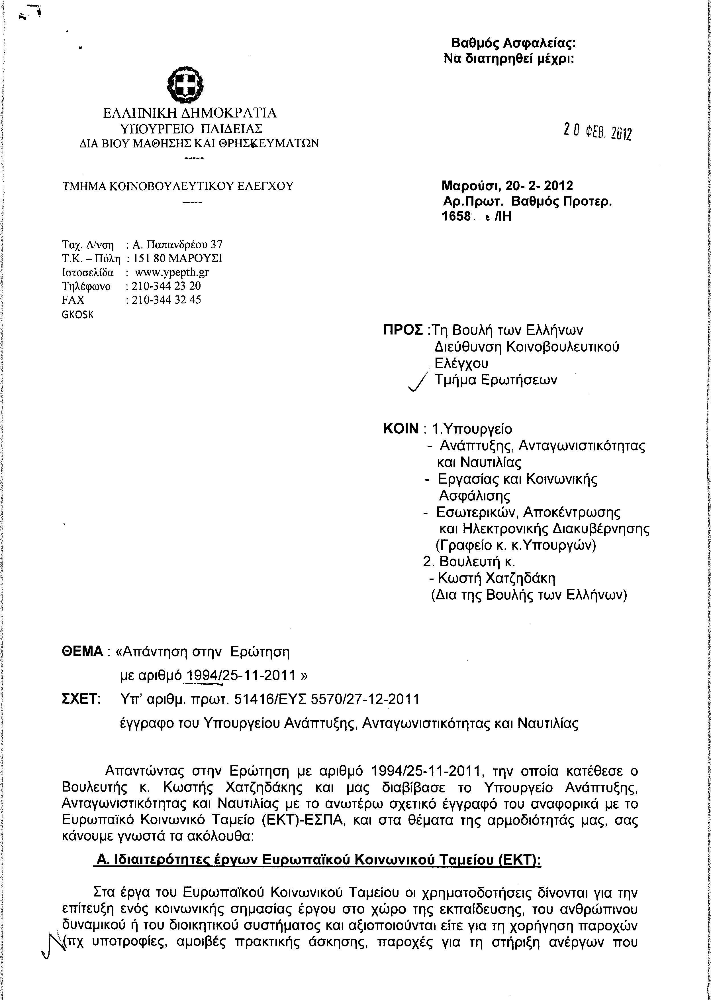 Βαθμός Ασφαλείας:
Να διατηρηθεί μέχρι:
ΕΛΛΗΝΙΚΗ ΔΗΜΟΚΡΑΤΙΑ
ΥΠΟΥΡΓΕΙΟ ΠΑΙΔΕΙΑΣ
ΔΙΑ ΒΙΟΥ ΜΑΘΗΣΗΣ ΚΑΙ ΘΡΗΣΚΕΥΜΑΤΩΝ
-----
20 ΦΕΒ. 2012
ΤΜΗΜΑ ΚΟΙΝΟΒΟΥΛΕΥΤΙΚΟΥ ΕΛΕΓΧΟΥ
-----
Μαρούσι, 20- 2- 2012
Αρ.Πρωτ. Βαθμός Προτερ.
1658 /ΙΗ
Ταχ. Δ/νση : Α. Παπανδρέου 37
Τ.Κ. – Πόλη : 151 80 ΜΑΡΟΥΣΙ
Ιστοσελίδα : www.ypepth.gr
Τηλέφωνο : 210-344 23 20
FAX : 210-344 32 45
GKOSK
ΠΡΟΣ :Τη Βουλή των Ελλήνων
Διεύθυνση Κοινοβουλευτικού
Ελέγχου
Τμήμα Ερωτήσεων
ΚΟΙΝ : 1.Υπουργείο
- Ανάπτυξης, Ανταγωνιστικότητας
και Ναυτιλίας
- Εργασίας και Κοινωνικής
Ασφάλισης
- Εσωτερικών, Αποκέντρωσης
και Ηλεκτρονικής Διακυβέρνησης
(Γραφείο κ. κ.Υπουργών)
2. Βουλευτή κ.
- Κωστή Χατζηδάκη
(Δια της Βουλής των Ελλήνων)
ΘΕΜΑ : «Απάντηση στην Ερώτηση
με αριθμό 1994/25-11-2011 »
ΣΧΕΤ: Υπ’ αριθμ. πρωτ. 51416/ΕΥΣ 5570/27-12-2011
έγγραφο του Υπουργείου Ανάπτυξης, Ανταγωνιστικότητας και Ναυτιλίας
Απαντώντας στην Ερώτηση με αριθμό 1994/25-11-2011, την οποία κατέθεσε ο
Βουλευτής κ. Κωστής Χατζηδάκης και μας διαβίβασε το Υπουργείο Ανάπτυξης,
Ανταγωνιστικότητας και Ναυτιλίας με το ανωτέρω σχετικό έγγραφό του αναφορικά με το
Ευρωπαϊκό Κοινωνικό Ταμείο (ΕΚΤ)-ΕΣΠΑ, και στα θέματα της αρμοδιότητάς μας, σας
κάνουμε γνωστά τα ακόλουθα:
Α. Ιδιαιτερότητες έργων Ευρωπαϊκού Κοινωνικού Ταμείου (ΕΚΤ):
Στα έργα του Ευρωπαϊκού Κοινωνικού Ταμείου οι χρηματοδοτήσεις δίνονται για την
επίτευξη ενός κοινωνικής σημασίας έργου στο χώρο της εκπαίδευσης, του ανθρώπινου
δυναμικού ή του διοικητικού συστήματος και αξιοποιούνται είτε για τη χορήγηση παροχών
(πχ υποτροφίες, αμοιβές πρακτικής άσκησης, παροχές για τη στήριξη ανέργων που